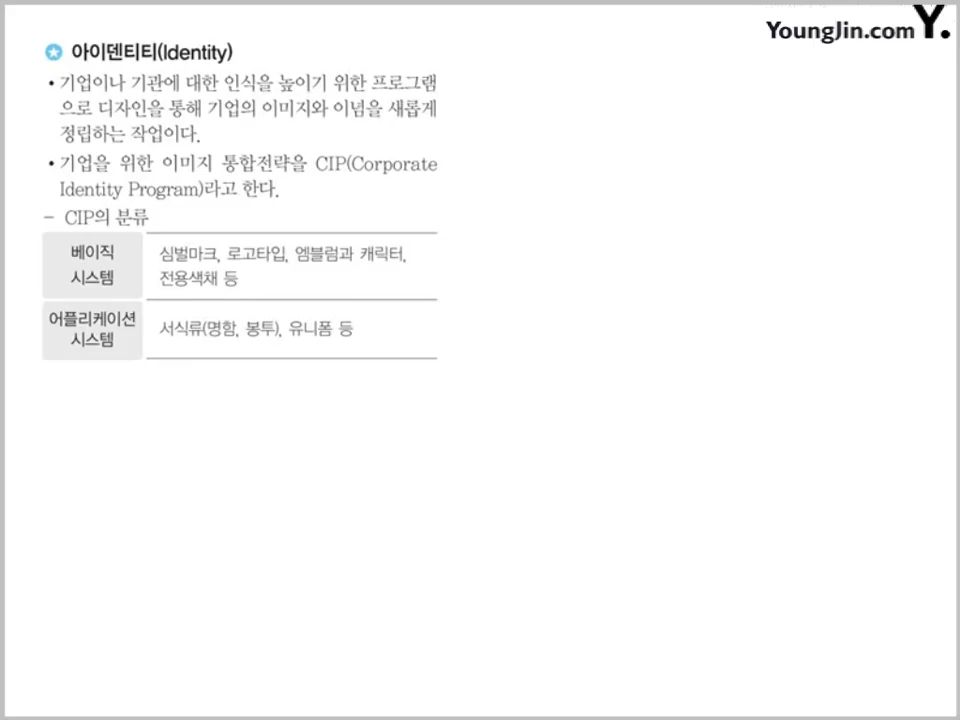 YoungJin.com Y.
아이덴티티(Identity)
• 기업이나 기관에 대한 인식을 높이기 위한 프로그램
으로 디자인을 통해 기업의 이미지와 이념을 새롭게
정립하는 작업이다.
• 기업을 위한 이미지 통합전략을 CIP(Corporate
Identity Program)라고 한다.
- CIP의 분류
베이직
시스템
심벌마크, 로고타입, 엠블럼과 캐릭터,
전용색채 등
어플리케이션
시스템
서식류(명함, 봉투), 유니폼 등